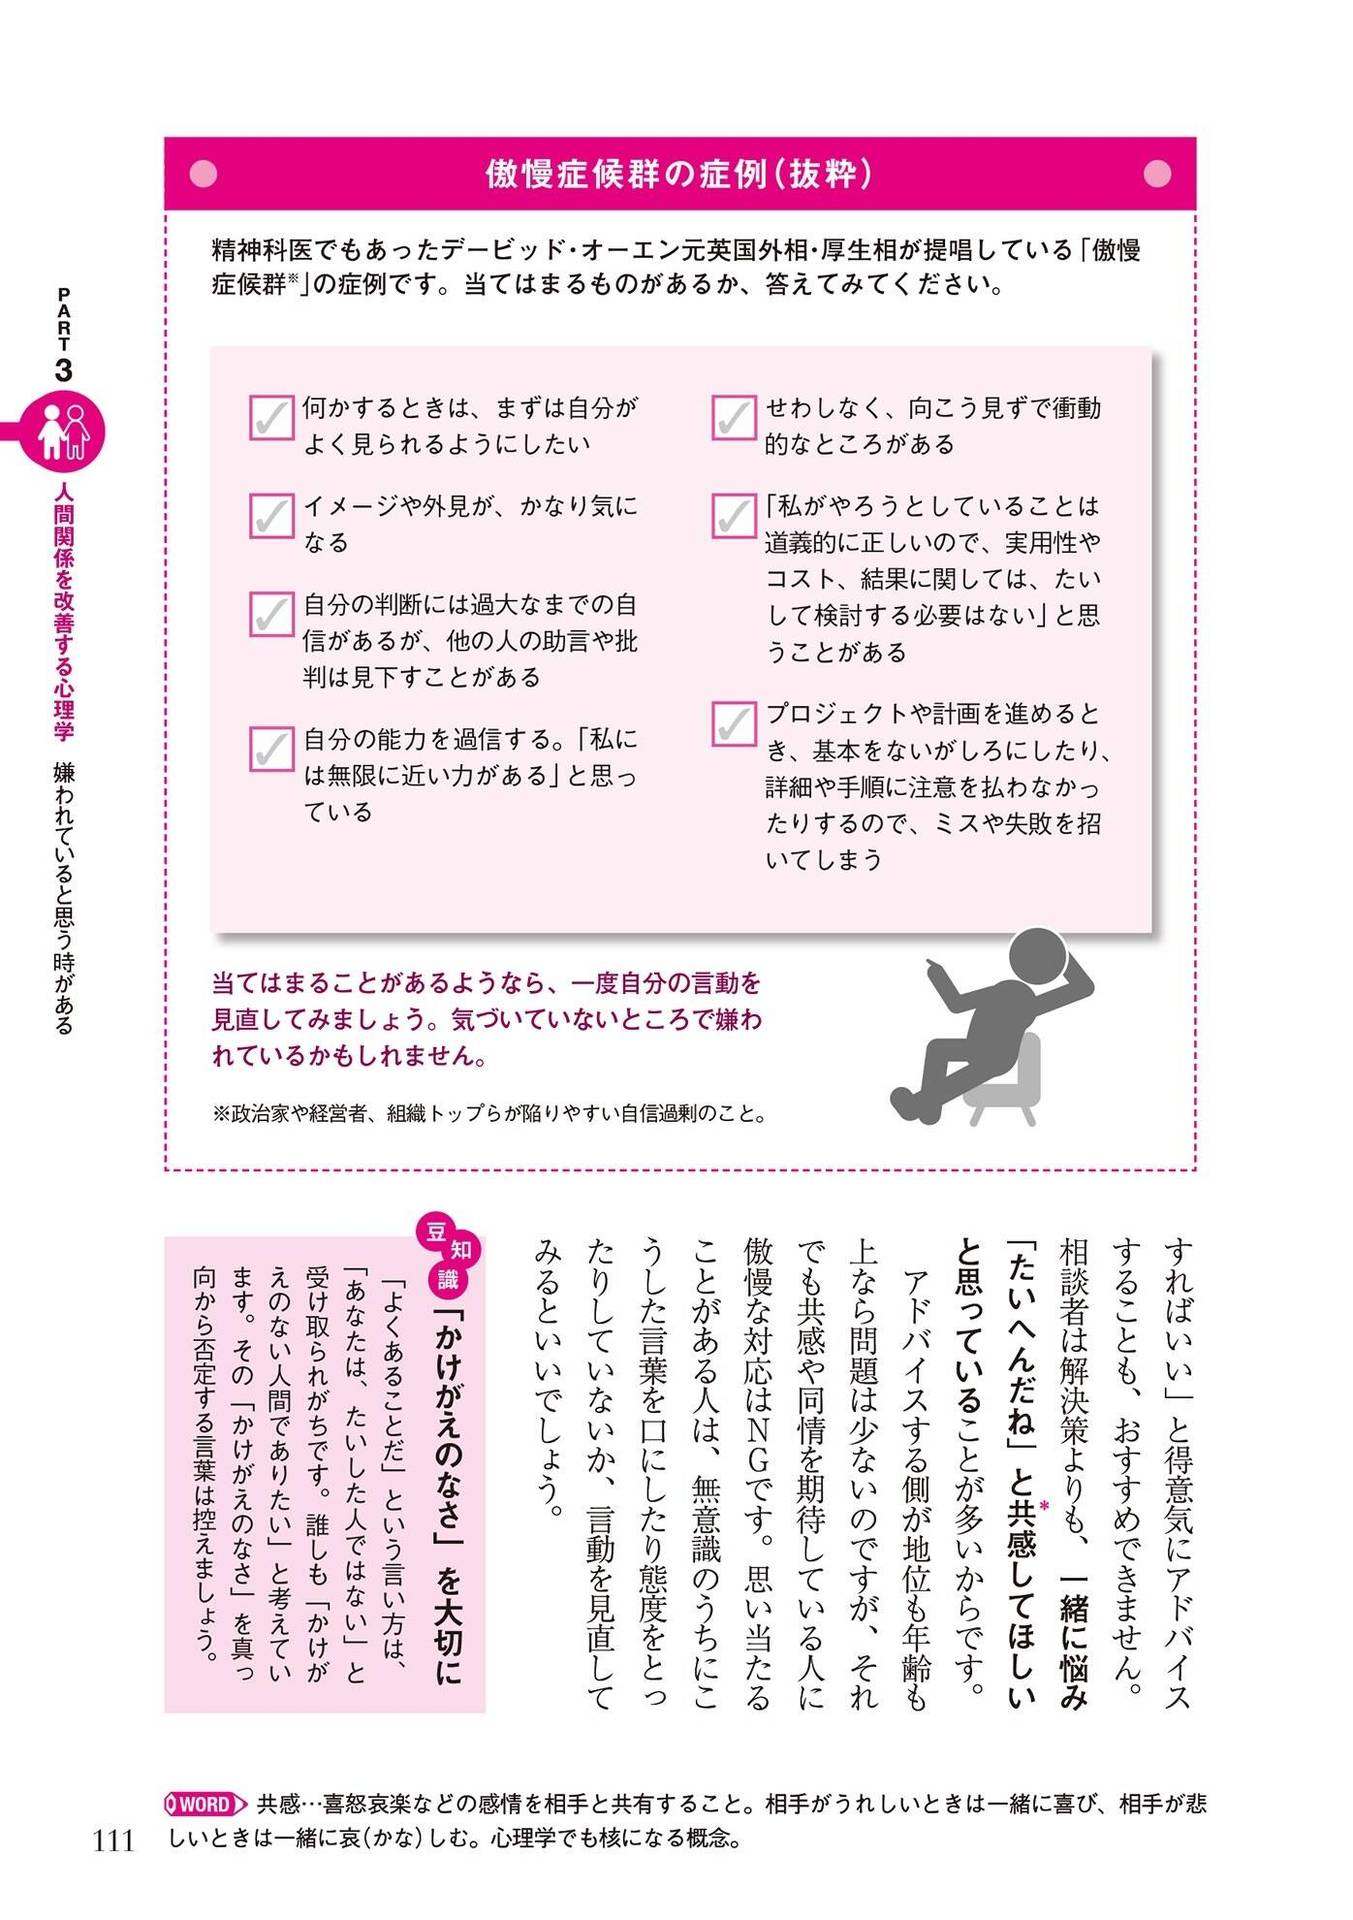 傲慢症候群の症例（抜粋）
精神科医でもあったデービッド・オーエン元英国外相・厚生相が提唱している「傲慢
症候群※」の症例です。当てはまるものがあるか、答えてみてください。
何かするときは、まずは自分が
よく見られるようにしたい
イメージや外見が、かなり気に
なる
自分の判断には過大なまでの自
信があるが、他の人の助言や批
判は見下すことがある
自分の能力を過信する。「私に
は無限に近い力がある」と思っ
ている
せわしなく、向こう見ずで衝動
的なところがある
「私がやろうとしていることは
道義的に正しいので、実用性や
コスト、結果に関しては、たい
して検討する必要はない」と思
うことがある
プロジェクトや計画を進めると
き、基本をないがしろにしたり、
詳細や手順に注意を払わなかっ
たりするので、ミスや失敗を招
いてしまう
当てはまることがあるようなら、一度自分の言動を
見直してみましょう。気づいていないところで嫌わ
れているかもしれません。
※政治家や経営者、組織トップらが陥りやすい自信過剰のこと。
PART 3
人間関係を改善する心理学 嫌われていると思う時がある
すればいい」と得意気にアドバイス
することも、おすすめできません。
相談者は解決策よりも、一緒に悩み
「たいへんだね」と共感してほしい
と思っていることが多いからです。
アドバイスする側が地位も年齢も
上なら問題は少ないのですが、それ
でも共感や同情を期待している人に
傲慢な対応はNGです。思い当たる
ことがある人は、無意識のうちにこ
うした言葉を口にしたり態度をとっ
たりしていないか、言動を見直して
みるといいでしょう。
*
豆知識
「かけがえのなさ」を大切に
「よくあることだ」という言い方は、
「あなたは、たいした人ではない」と
受け取られがちです。誰しも「かけが
えのない人間でありたい」と考えてい
ます。その「かけがえのなさ」を真っ
向から否定する言葉は控えましょう。
WORD 共感…喜怒哀楽などの感情を相手と共有すること。相手がうれしいときは一緒に喜び、相手が悲
しいときは一緒に哀（かな）しむ。心理学でも核になる概念。
111